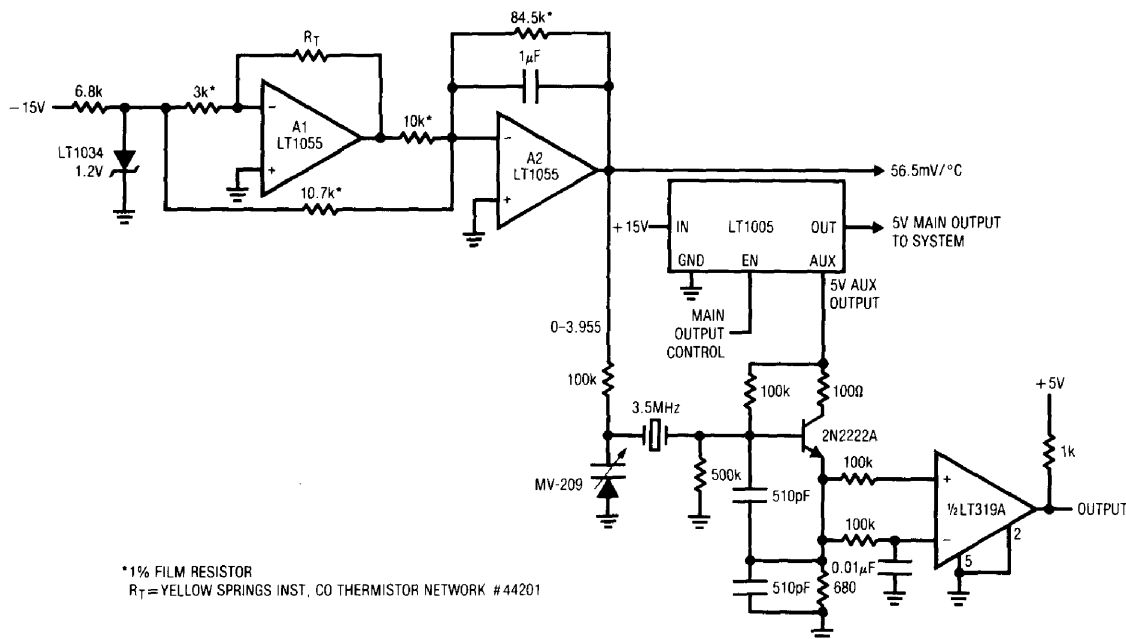 84.5k*
RT
1µF
6.8k
3k*
–15V
A1
LT1055
10k*
A2
LT1055
LT1034
1.2V
10.7k*
56.5mV/°C
+15V
IN
LT1005
OUT
5V MAIN OUTPUT
TO SYSTEM
GND
EN
AUX
5V AUX
OUTPUT
MAIN
OUTPUT
CONTROL
0–3.955
100k
100k
100Ω
+5V
3.5MHz
2N2222A
1k
MV-209
500k
510pF
100k
½LT319A
OUTPUT
100k
2
5
0.01µF
510pF
680
+
–
+
–
+
–
*1% FILM RESISTOR
RT=YELLOW SPRINGS INST, CO THERMISTOR NETWORK #44201